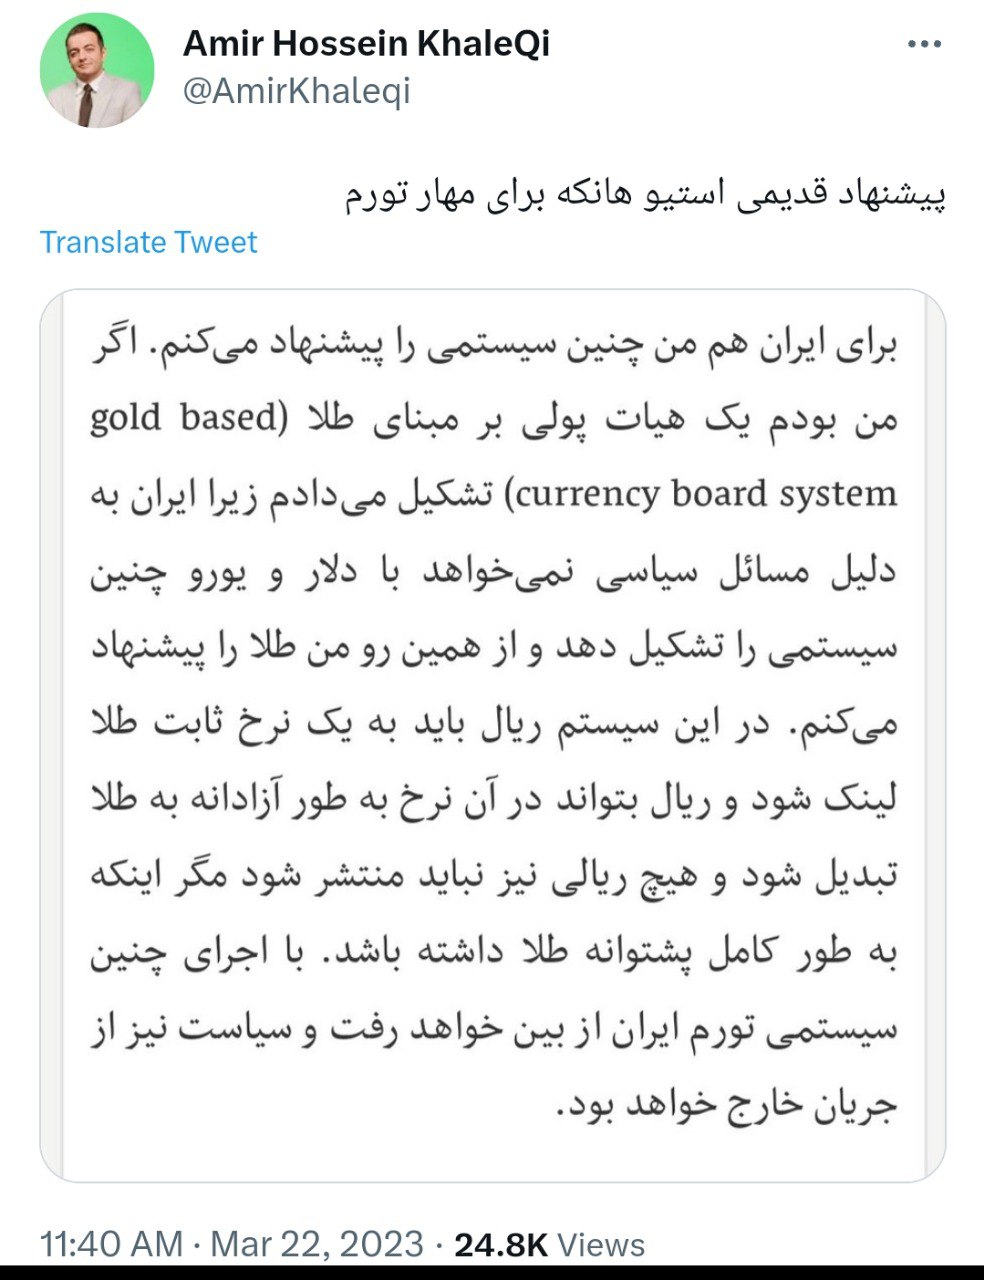 Amir Hossein KhaleQi
@AmirKhaleqi
پیشنهاد قدیمی استیو هانکه برای مهار تورم
Translate Tweet
برای ایران هم من چنین سیستمی را پیشنهاد می‌کنم. اگر
من بودم یک هیات پولی بر مبنای طلا (gold based
currency board system) تشکیل می‌دادم زیرا ایران به
دلیل مسائل سیاسی نمی‌خواهد با دلار و یورو چنین
سیستمی را تشکیل دهد و از همین رو من طلا را پیشنهاد
می‌کنم. در این سیستم ریال باید به یک نرخ ثابت طلا
لینک شود و ریال بتواند در آن نرخ به طور آزادانه به طلا
تبدیل شود و هیچ ریالی نیز نباید منتشر شود مگر اینکه
به طور کامل پشتوانه طلا داشته باشد. با اجرای چنین
سیستمی تورم ایران از بین خواهد رفت و سیاست نیز از
جریان خارج خواهد بود.
11:40 AM · Mar 22, 2023 · 24.8K Views